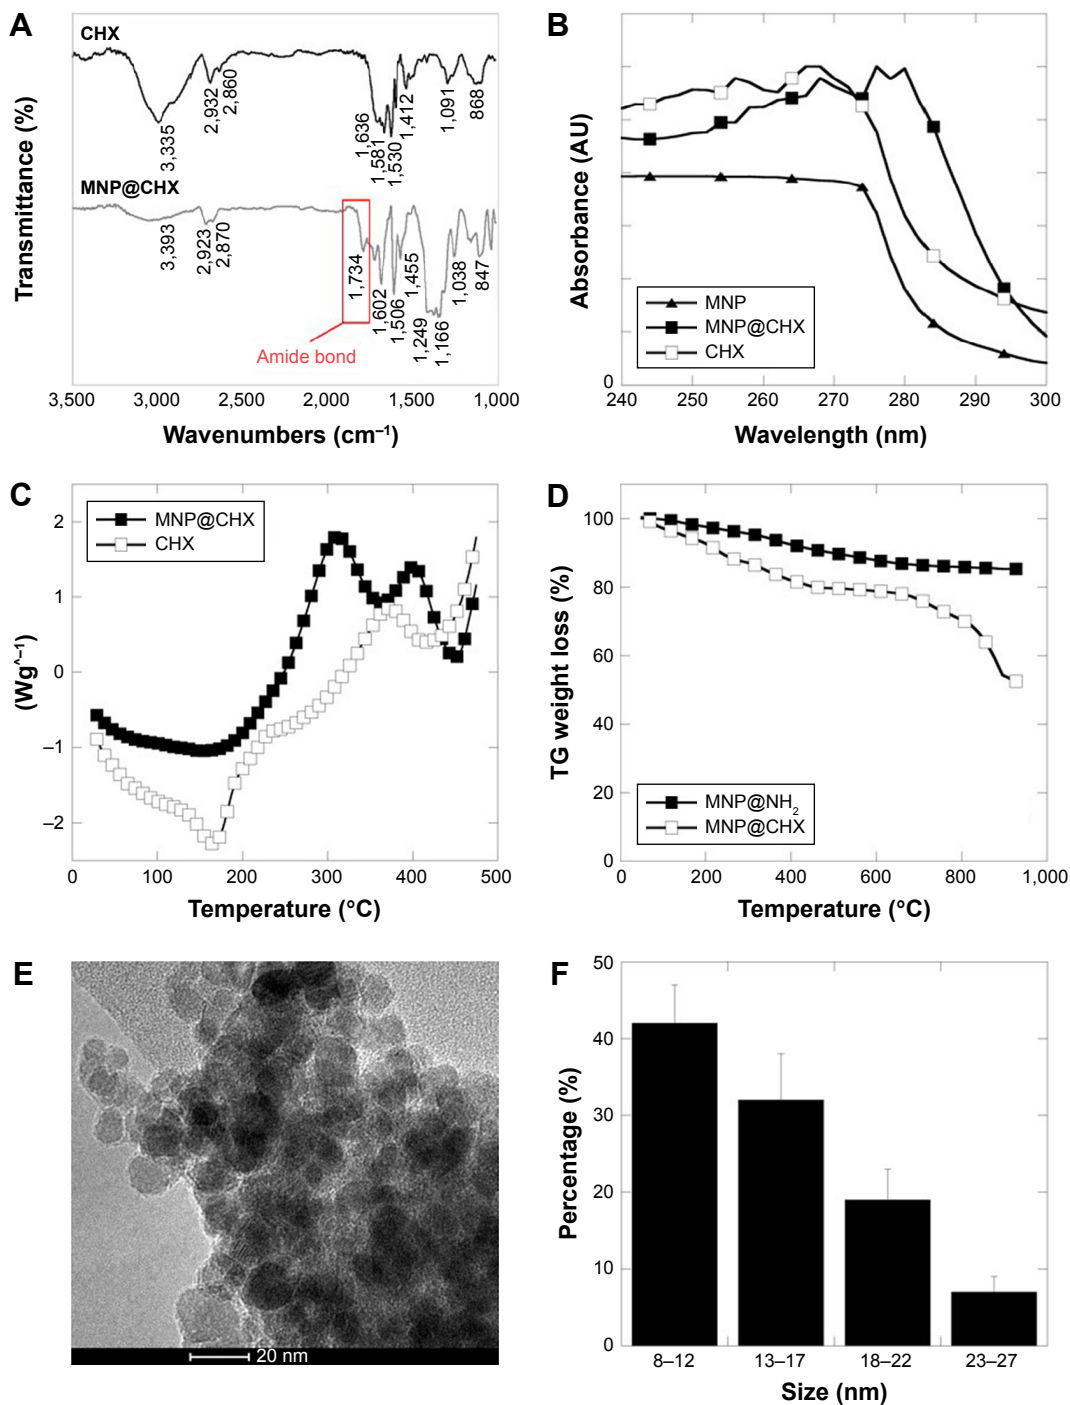 A
CHX
3,335
2,932
2,860
1,636
1,581
1,530
1,412
1,091
868
MNP@CHX
3,393
2,923
2,870
1,734
1,602
1,506
1,455
1,249
1,166
1,038
847
Amide bond
Transmittance (%)
3,500 3,000 2,500 2,000 1,500 1,000
Wavenumbers (cm⁻¹)
B
Absorbance (AU)
MNP
MNP@CHX
CHX
0
240 250 260 270 280 290 300
Wavelength (nm)
C
MNP@CHX
CHX
2
1
0
–1
–2
(Wg^–1)
0 100 200 300 400 500
Temperature (°C)
D
100
80
60
40
20
0
TG weight loss (%)
MNP@NH₂
MNP@CHX
0 200 400 600 800 1,000
Temperature (°C)
E
20 nm
F
50
40
30
20
10
0
Percentage (%)
8–12 13–17 18–22 23–27
Size (nm)